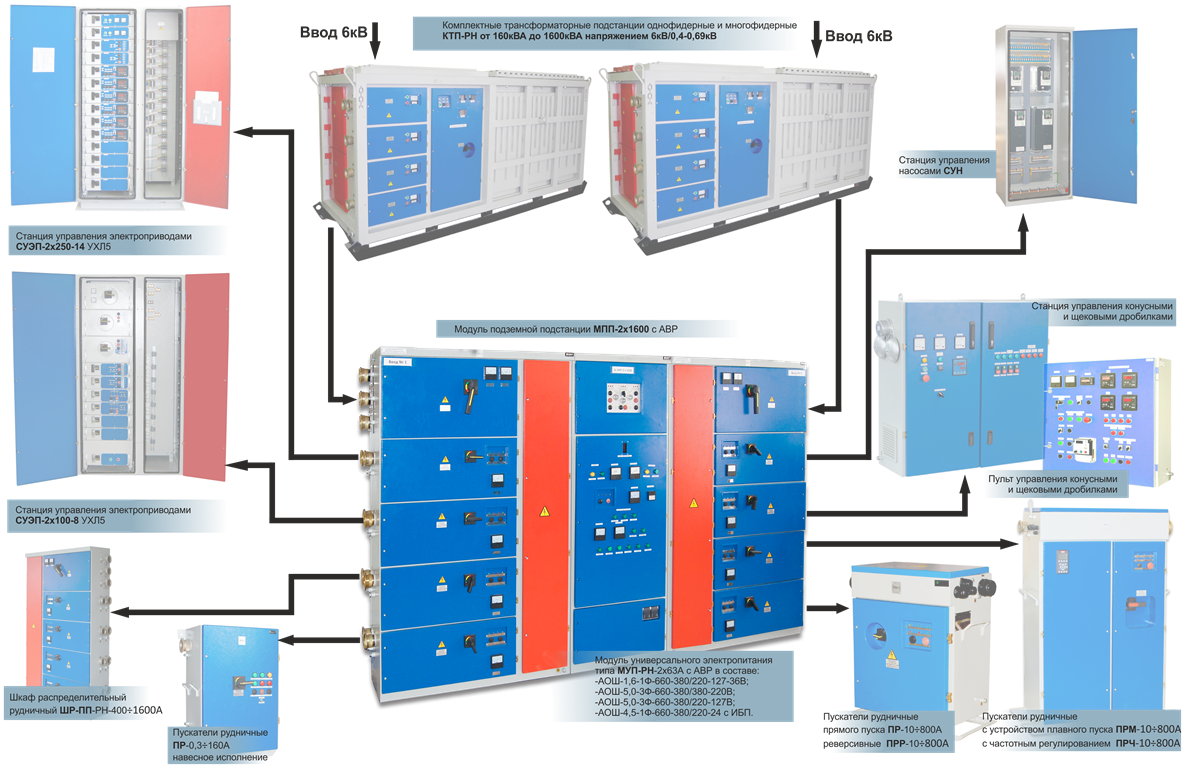 Ввод 6кВ
Комплектные трансформаторные подстанции однофидерные и многофидерные
КТП-РН от 160кВА до 1600кВА напряжением 6кВ/0,4-0,69кВ
Ввод 6кВ
Станция управления
насосами СУН
Станция управления электроприводами
СУЭП-2х250-14 УХЛ5
Станция управления конусными
и щековыми дробилками
Модуль подземной подстанции МПП-2х1600 с АВР
Ввод № 1
Пульт управления конусными
и щековыми дробилками
Станция управления электроприводами
СУЭП-2х100-8 УХЛ5
Модуль универсального электропитания
типа МУП-РН-2х63А с АВР в составе:
-АОШ-1,6-1Ф-660-380/220-127-36В;
-АОШ-5,0-3Ф-660-380/380-220В;
-АОШ-5,0-3Ф-660-380/220-127В;
-АОШ-4,5-1Ф-660-380/220-24 с ИБП.
Шкаф распределительный
рудничный ШР-ПП-РН-400÷1600А
Пускатели рудничные
ПР-0,3÷160А
навесное исполнение
Пускатели рудничные
прямого пуска ПР-10÷800А
реверсивные ПРР-10÷800А
Пускатели рудничные
с устройством плавного пуска ПРМ-10÷800А
с частотным регулированием ПРЧ-10÷800А